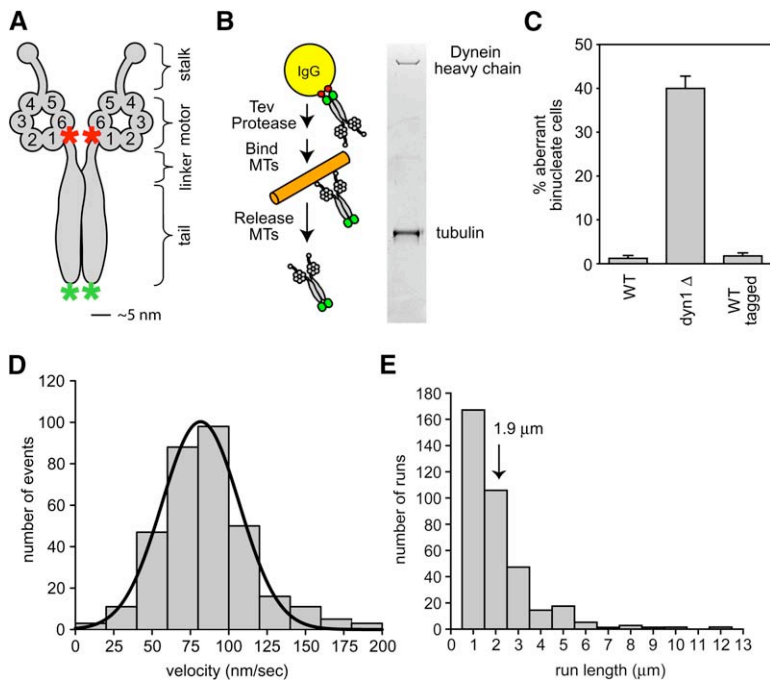 A
4 5
3 6
2 1
5 4
6 3
1 2
stalk
motor
linker
tail
~5 nm
B
IgG
Tev
Protease
Bind
MTs
Release
MTs
Dynein
heavy chain
tubulin
C
% aberrant
binucleate cells
50
40
30
20
10
0
WT
dyn1 Δ
WT
tagged
D
number of events
120
100
80
60
40
20
0
0 25 50 75 100 125 150 175 200
velocity (nm/sec)
E
number of runs
180
160
140
120
100
80
60
40
20
0
1.9 μm
0 1 2 3 4 5 6 7 8 9 10 11 12 13
run length (μm)